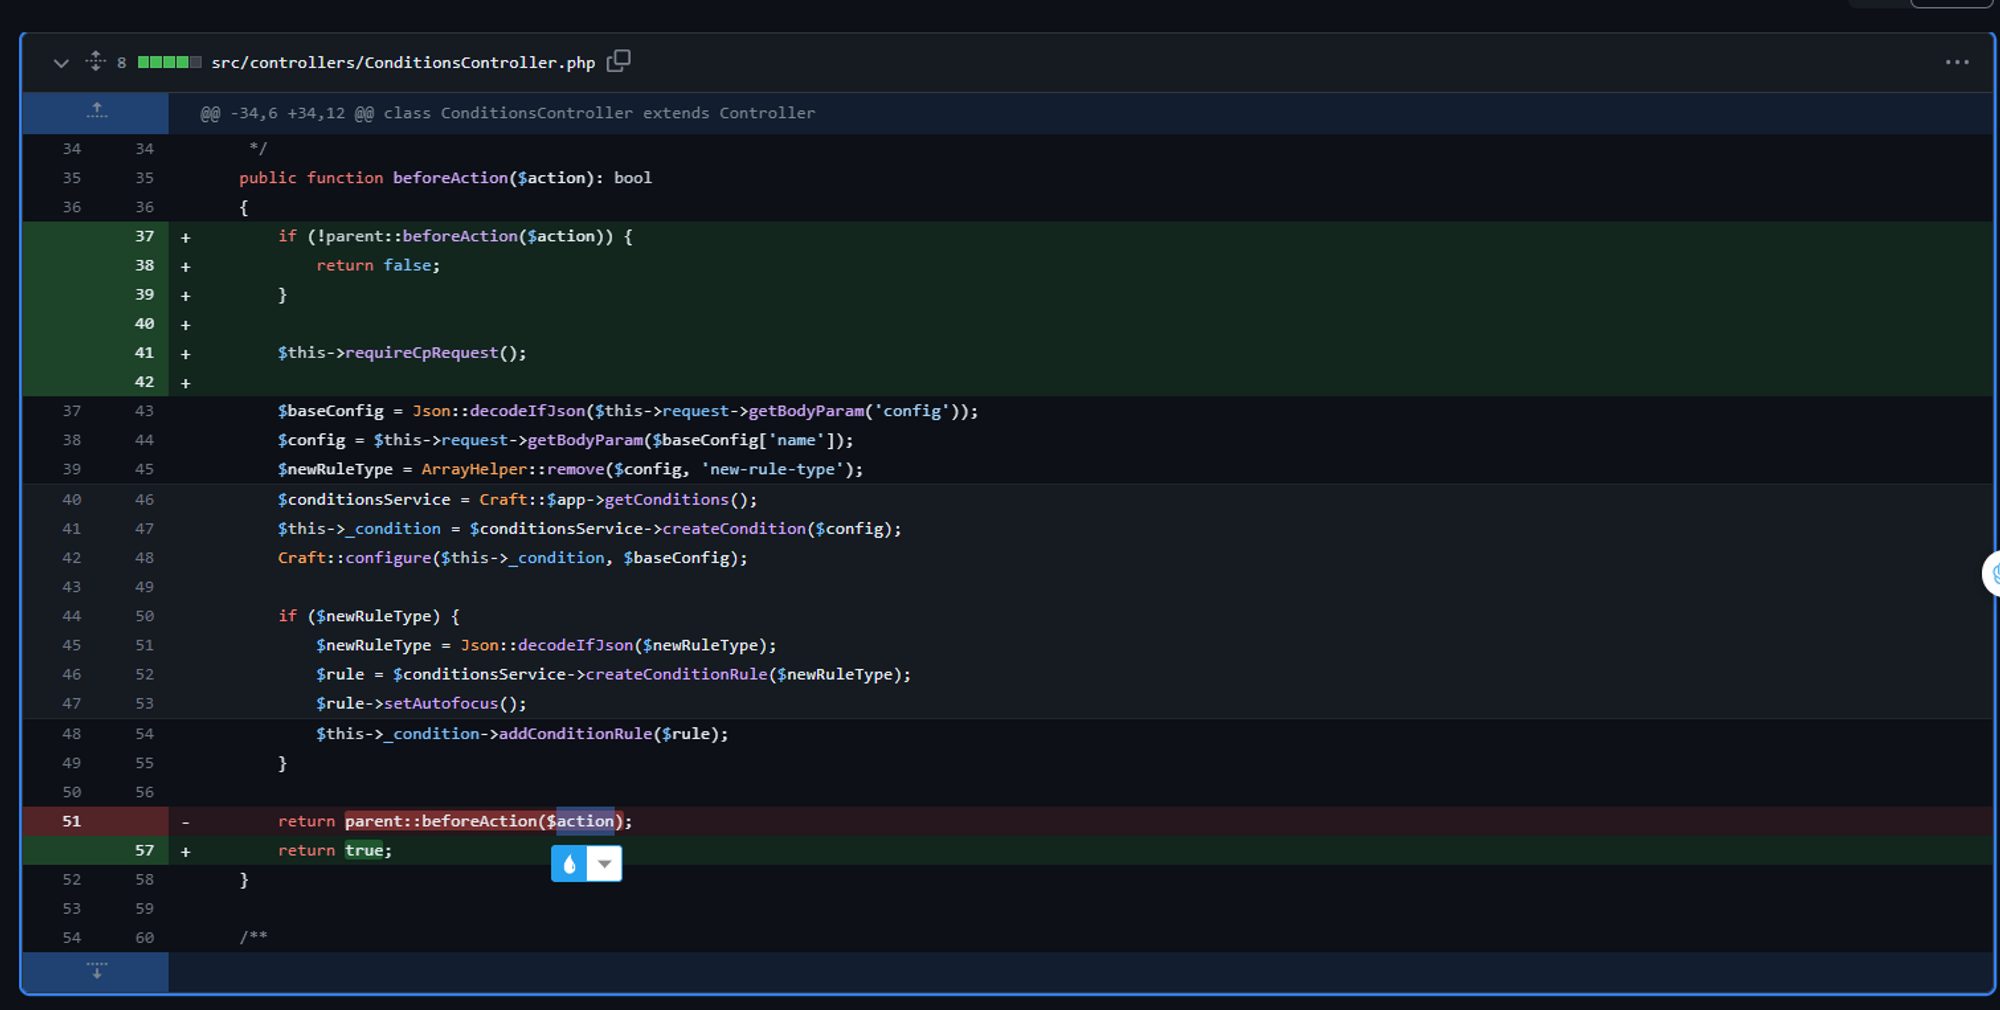 8 src/controllers/ConditionsController.php
@@ -34,6 +34,12 @@ class ConditionsController extends Controller
34 34 */
35 35 public function beforeAction($action): bool
36 36 {
37 + if (!parent::beforeAction($action)) {
38 + return false;
39 + }
40 +
41 + $this->requireCpRequest();
42 +
37 43 $baseConfig = Json::decodeIfJson($this->request->getBodyParam('config'));
38 44 $config = $this->request->getBodyParam($baseConfig['name']);
39 45 $newRuleType = ArrayHelper::remove($config, 'new-rule-type');
40 46 $conditionsService = Craft::$app->getConditions();
41 47 $this->_condition = $conditionsService->createCondition($config);
42 48 Craft::configure($this->_condition, $baseConfig);
43 49
44 50 if ($newRuleType) {
45 51 $newRuleType = Json::decodeIfJson($newRuleType);
46 52 $rule = $conditionsService->createConditionRule($newRuleType);
47 53 $rule->setAutofocus();
48 54 $this->_condition->addConditionRule($rule);
49 55 }
50 56
51 - return parent::beforeAction($action);
57 + return true;
52 58 }
53 59
54 60 /**